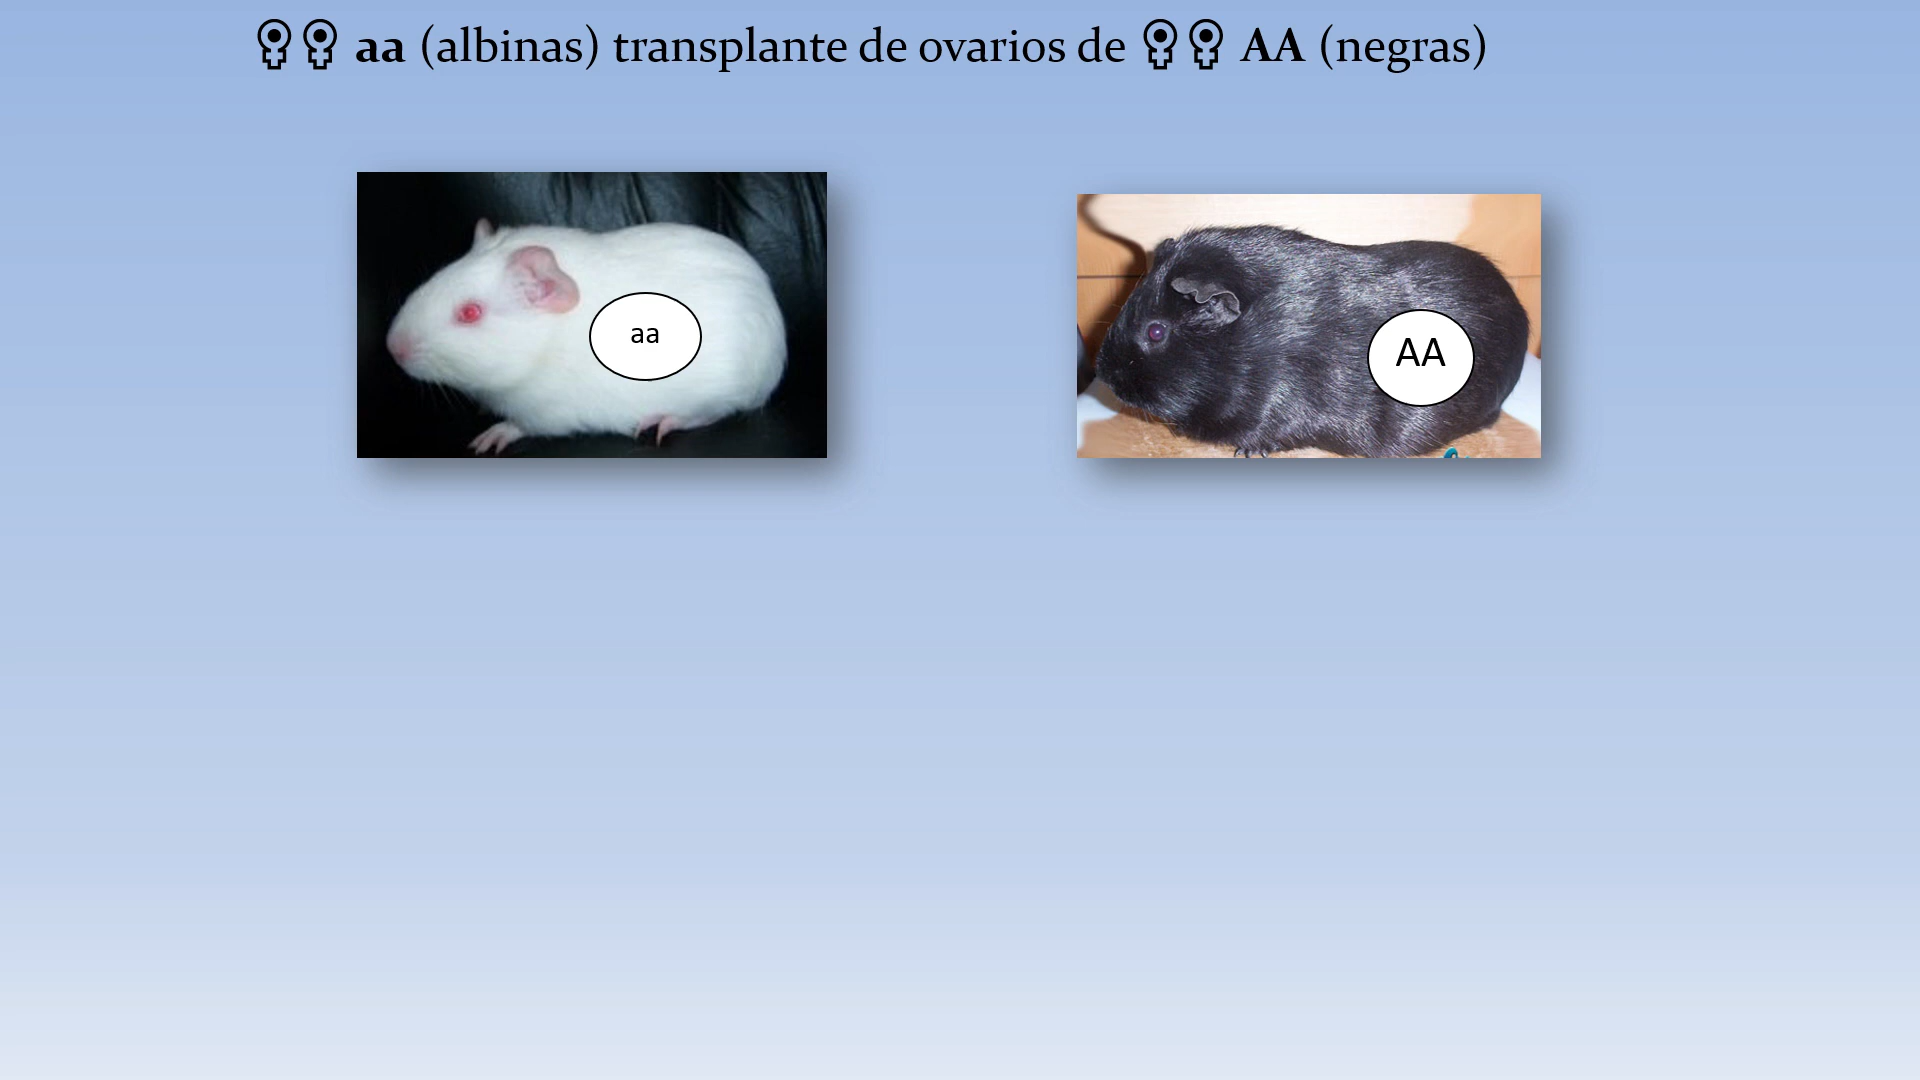 ♀♀ aa (albinas) transplante de ovarios de ♀♀ AA (negras)
aa
AA